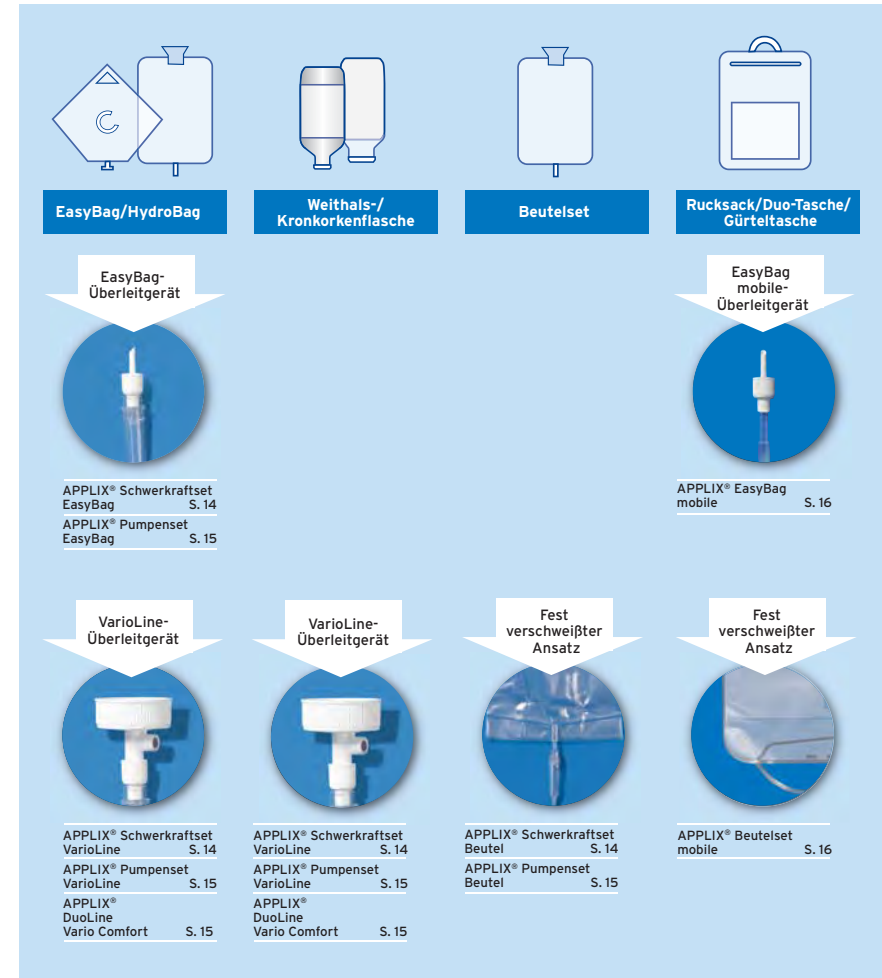 EasyBag/HydroBag
Weithals-/
Kronkorkenflasche
Beutelset
Rucksack/Duo-Tasche/
Gürteltasche
EasyBag-
Überleitgerät
EasyBag
mobile-
Überleitgerät
APPLIX® Schwerkraftset
EasyBag S. 14
APPLIX® Pumpenset
EasyBag S. 15
APPLIX® EasyBag
mobile S. 16
VarioLine-
Überleitgerät
VarioLine-
Überleitgerät
Fest
verschweißter
Ansatz
Fest
verschweißter
Ansatz
APPLIX® Schwerkraftset
VarioLine S. 14
APPLIX® Pumpenset
VarioLine S. 15
APPLIX®
DuoLine
Vario Comfort S. 15
APPLIX® Schwerkraftset
VarioLine S. 14
APPLIX® Pumpenset
VarioLine S. 15
APPLIX®
DuoLine
Vario Comfort S. 15
APPLIX® Schwerkraftset
Beutel S. 14
APPLIX® Pumpenset
Beutel S. 15
APPLIX® Beutelset
mobile S. 16